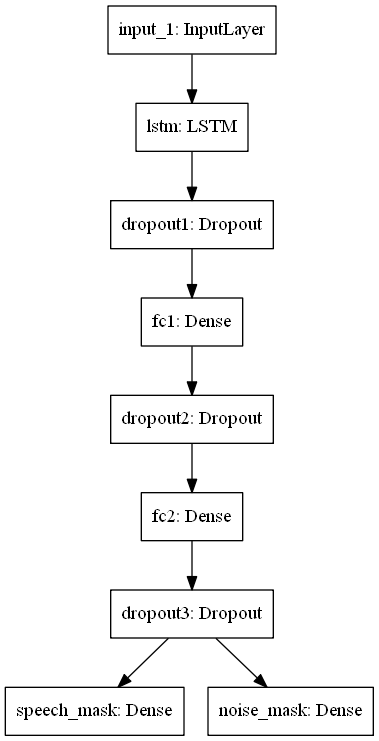 input_1: InputLayer
lstm: LSTM
dropout1: Dropout
fc1: Dense
dropout2: Dropout
fc2: Dense
dropout3: Dropout
speech_mask: Dense
noise_mask: Dense